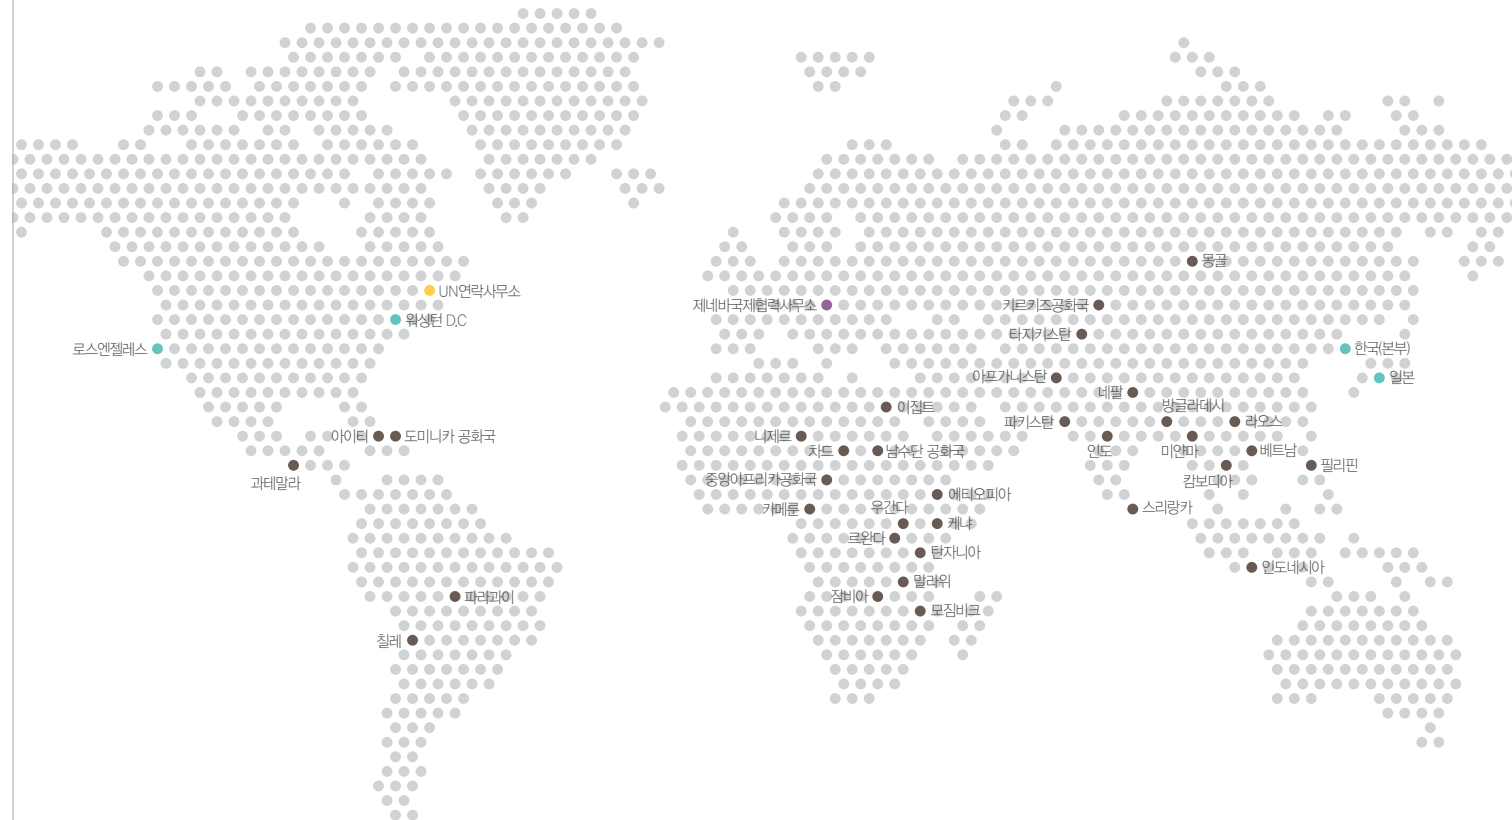 몽골
UN연락사무소
제네바국제협력사무소
키르키즈공화국
워싱턴 D.C
타지키스탄
로스엔젤레스
한국(본부)
아프가니스탄
일본
네팔
이집트
방글라데시
파키스탄
라오스
아이티
도미니카 공화국
니제르
차드
남수단 공화국
인도
미얀마
베트남
필리핀
과테말라
중앙아프리카공화국
캄보디아
에티오피아
카메룬
우간다
스리랑카
케냐
르완다
탄자니아
인도네시아
말라위
파라과이
잠비아
모짐비크
칠레